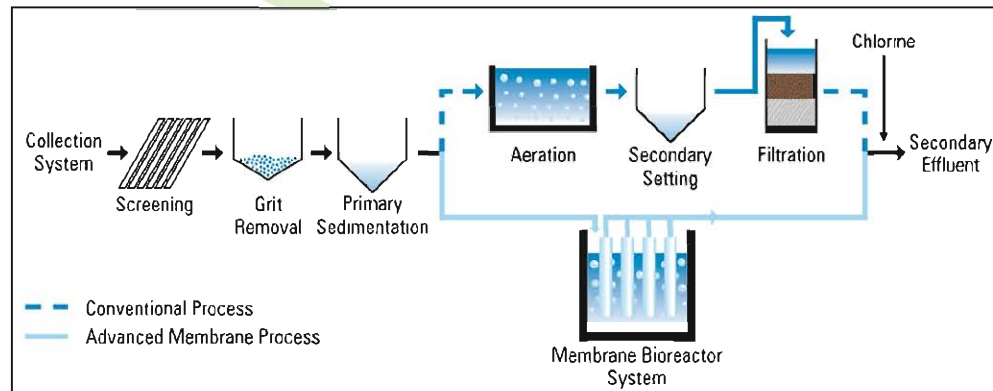 Collection
System
Screening
Grit
Removal
Primary
Sedimentation
Aeration
Secondary
Setting
Filtration
Chlorine
Secondary
Effluent
Membrane Bioreactor
System
Conventional Process
Advanced Membrane Process